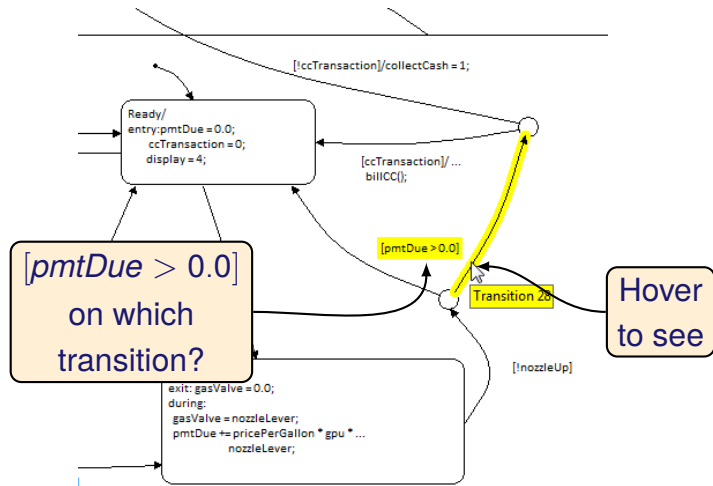 [!ccTransaction]/collectCash = 1;
Ready/
entry:pmtDue = 0.0;
ccTransaction = 0;
display = 4;
[ccTransaction]/ ...
billCC();
[pmtDue > 0.0]
on which
transition?
[pmtDue > 0.0]
Transition 28
Hover
to see
[!nozzleUp]
exit: gasValve = 0.0;
during:
gasValve = nozzleLever;
pmtDue += pricePerGallon * gpu * ...
nozzleLever;